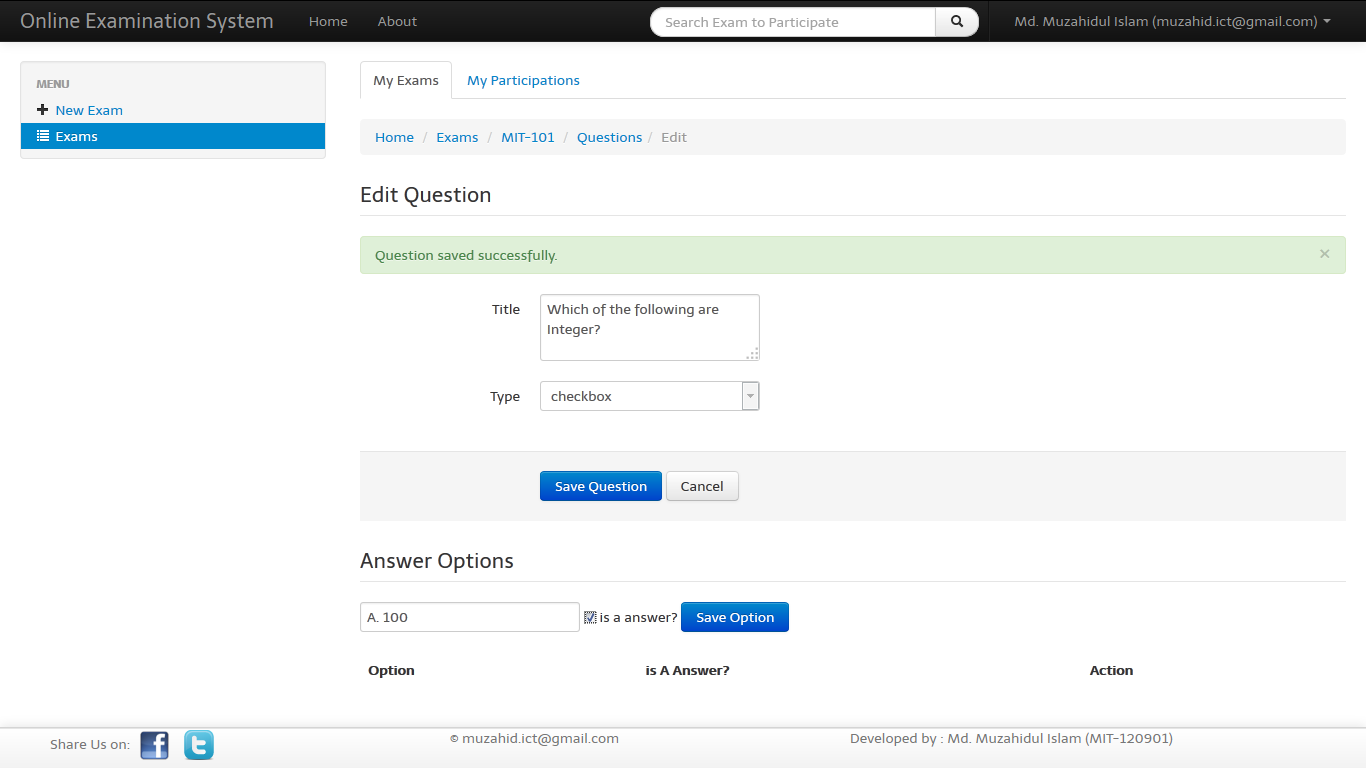 Online Examination System Home About Search Exam to Participate Md. Muzahidul Islam (muzahid.ict@gmail.com)
MENU
New Exam
Exams
My Exams My Participations
Home / Exams / MIT-101 / Questions / Edit
Edit Question
Question saved successfully. ×
Title Which of the following are
Integer?
Type checkbox
Save Question Cancel
Answer Options
A. 100 is a answer? Save Option
Option is A Answer? Action
Share Us on: © muzahid.ict@gmail.com Developed by : Md. Muzahidul Islam (MIT-120901)